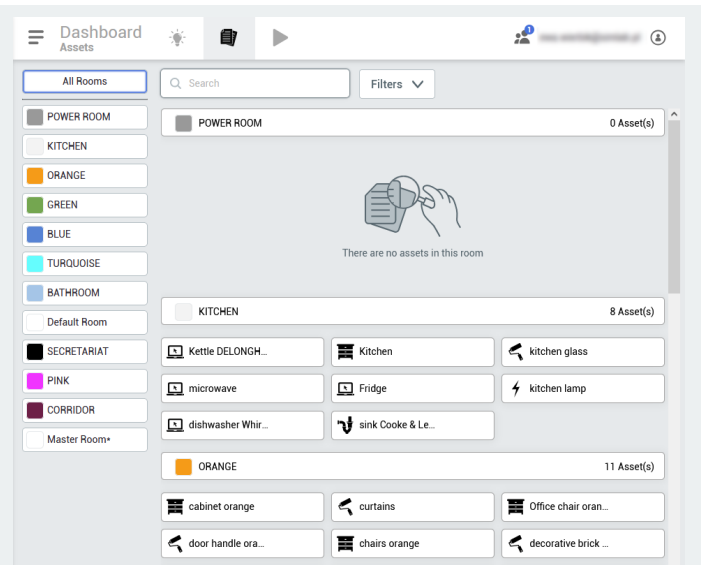 Dashboard
Assets
1
All Rooms
Search
Filters
POWER ROOM
KITCHEN
ORANGE
GREEN
BLUE
TURQUOISE
BATHROOM
Default Room
SECRETARIAT
PINK
CORRIDOR
Master Room*
POWER ROOM 0 Asset(s)
There are no assets in this room
KITCHEN 8 Asset(s)
Kettle DELONGH... Kitchen kitchen glass
microwave Fridge kitchen lamp
dishwasher Whir... sink Cooke & Le...
ORANGE 11 Asset(s)
cabinet orange curtains Office chair oran...
door handle ora... chairs orange decorative brick ...